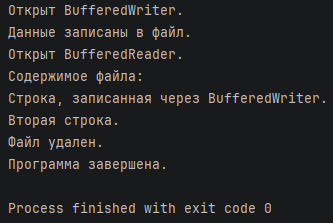 Открыт BufferedWriter.
Данные записаны в файл.
Открыт BufferedReader.
Содержимое файла:
Строка, записанная через BufferedWriter.
Вторая строка.
Файл удален.
Программа завершена.
Process finished with exit code 0